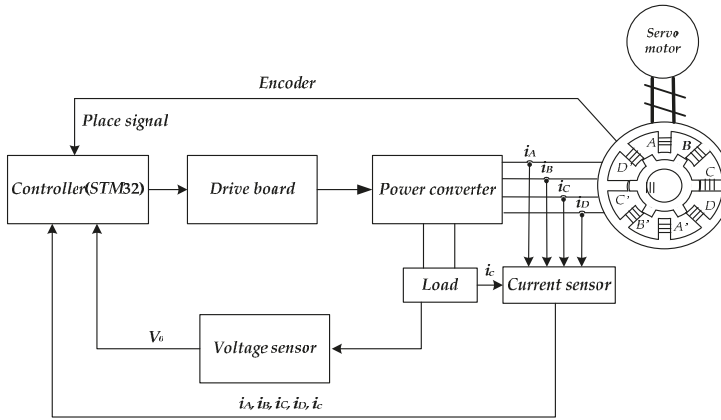 Servo
motor
Encoder
Place signal
Controller(STM32)
Drive board
Power converter
iA
iB
iC
iD
A
B
C
D
A'
B'
C'
D'
Load
ic
Current sensor
Voltage sensor
V0
iA, iB, iC, iD, ic